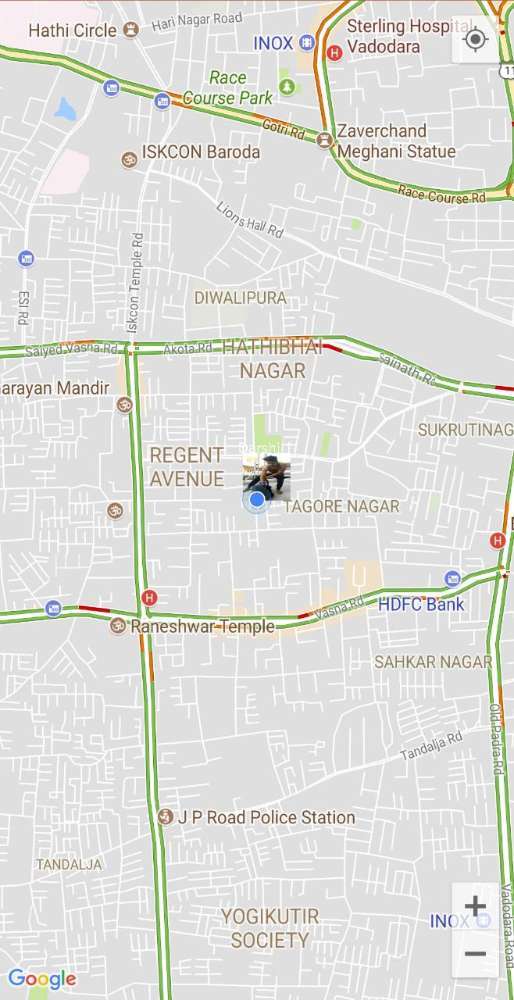 Hari Nagar Road
Hathi Circle
Sterling Hospital
Vadodara
INOX
11
Race
Course Park
Gotri Rd
Zaverchand
Meghani Statue
ISKCON Baroda
Race Course Rd
Lions Hall Rd
Iskcon Temple Rd
ESI Rd
DIWALIPURA
Saiyed Vasna Rd
Akota Rd
HATHIBHAI
NAGAR
Sainath Rd
arayan Mandir
SUKRUTINAG
Darshil
REGENT
AVENUE
TAGORE NAGAR
H
HDFC Bank
Vasna Rd
Raneshwar Temple
SAHKAR NAGAR
Old Padra Rd
Tandalja Rd
J P Road Police Station
TANDALJA
YOGIKUTIR
SOCIETY
INOX
Vadodara Road
+
−
Google